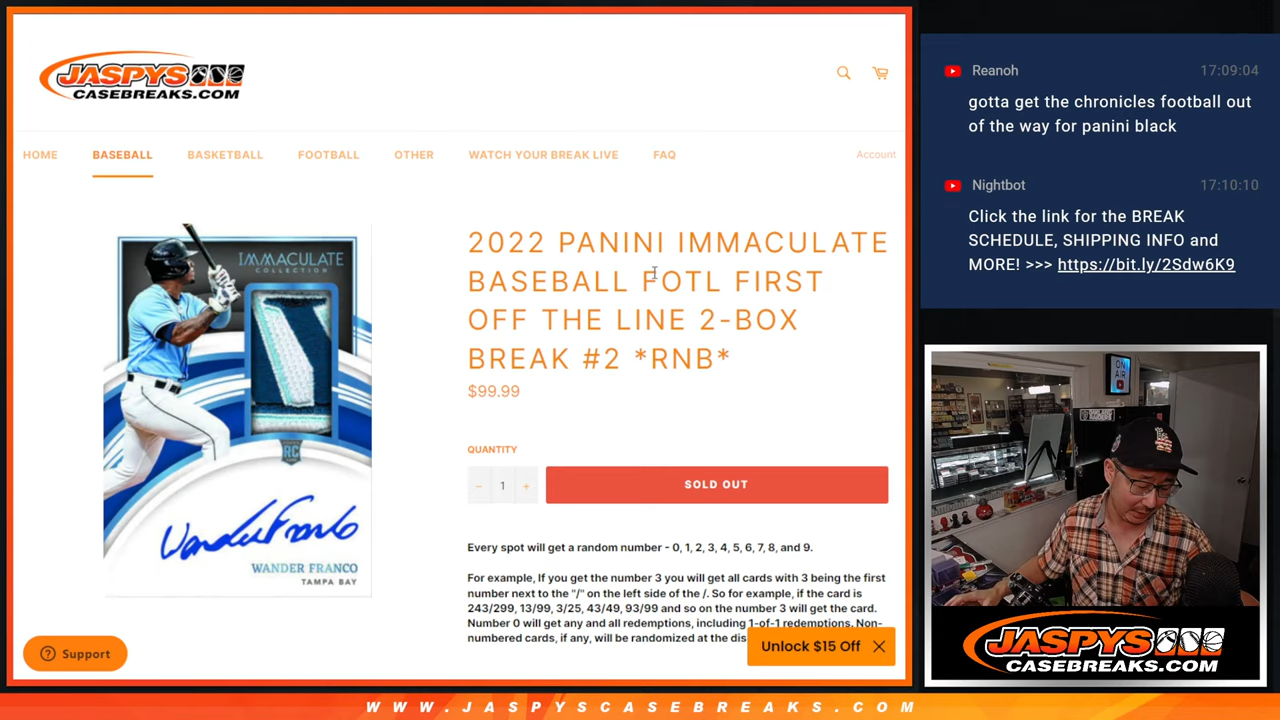 JASPYS
CASEBREAKS.COM
HOME
BASEBALL
BASKETBALL
FOOTBALL
OTHER
WATCH YOUR BREAK LIVE
FAQ
Account
IMMACULATE
COLLECTION
RC
Wander Franco
WANDER FRANCO
TAMPA BAY
2022 PANINI IMMACULATE
BASEBALL FOTL FIRST
OFF THE LINE 2-BOX
BREAK #2 *RNB*
$99.99
QUANTITY
− 1 +
SOLD OUT
Every spot will get a random number - 0, 1, 2, 3, 4, 5, 6, 7, 8, and 9.
For example, If you get the number 3 you will get all cards with 3 being the first
number next to the "/" on the left side of the /. So for example, if the card is
243/299, 13/99, 3/25, 43/49, 93/99 and so on the number 3 will get the card.
Number 0 will get any and all redemptions, including 1-of-1 redemptions. Non-
numbered cards, if any, will be randomized at the dis
Support
Unlock $15 Off
Reanoh
17:09:04
gotta get the chronicles football out
of the way for panini black
Nightbot
17:10:10
Click the link for the BREAK
SCHEDULE, SHIPPING INFO and
MORE! >>> https://bit.ly/2Sdw6K9
ON
AIR
JASPYS
CASEBREAKS.COM
WWW.JASPYSCASEBREAKS.COM